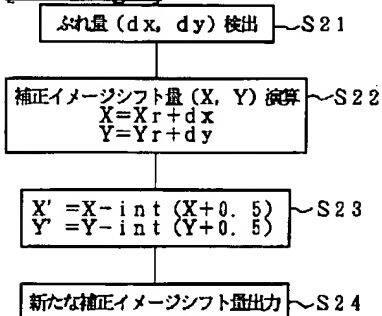 ぶれ量(dx, dy)検出 S21
補正イメージシフト量(X, Y)演算 S22
X=Xr+dx
Y=Yr+dy
X'=X-int(X+0.5) S23
Y'=Y-int(Y+0.5)
新たな補正イメージシフト量出力 S24